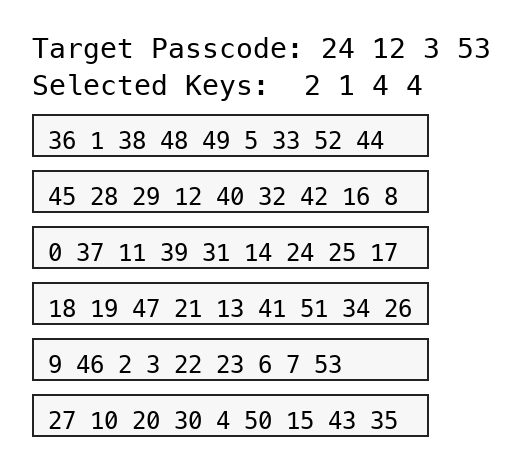 Target Passcode: 24 12 3 53
Selected Keys: 2 1 4 4
36 1 38 48 49 5 33 52 44
45 28 29 12 40 32 42 16 8
0 37 11 39 31 14 24 25 17
18 19 47 21 13 41 51 34 26
9 46 2 3 22 23 6 7 53
27 10 20 30 4 50 15 43 35